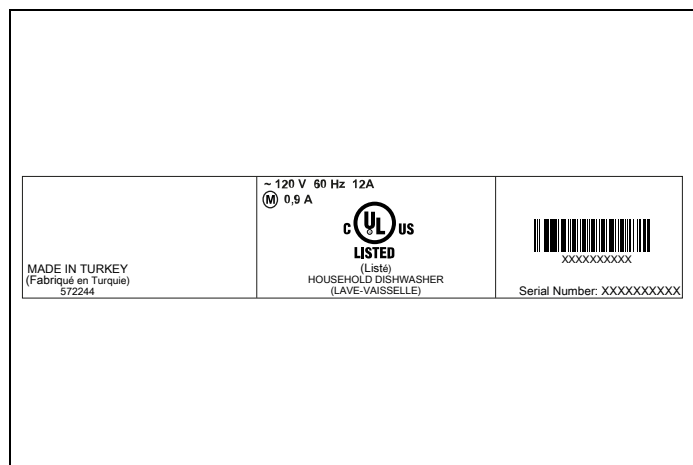 MADE IN TURKEY
(Fabriqué en Turquie)
572244
~ 120 V 60 Hz 12A
M 0,9 A
C UL US
LISTED
(Listé)
HOUSEHOLD DISHWASHER
(LAVE-VAISSELLE)
XXXXXXXXXX
Serial Number: XXXXXXXXXX